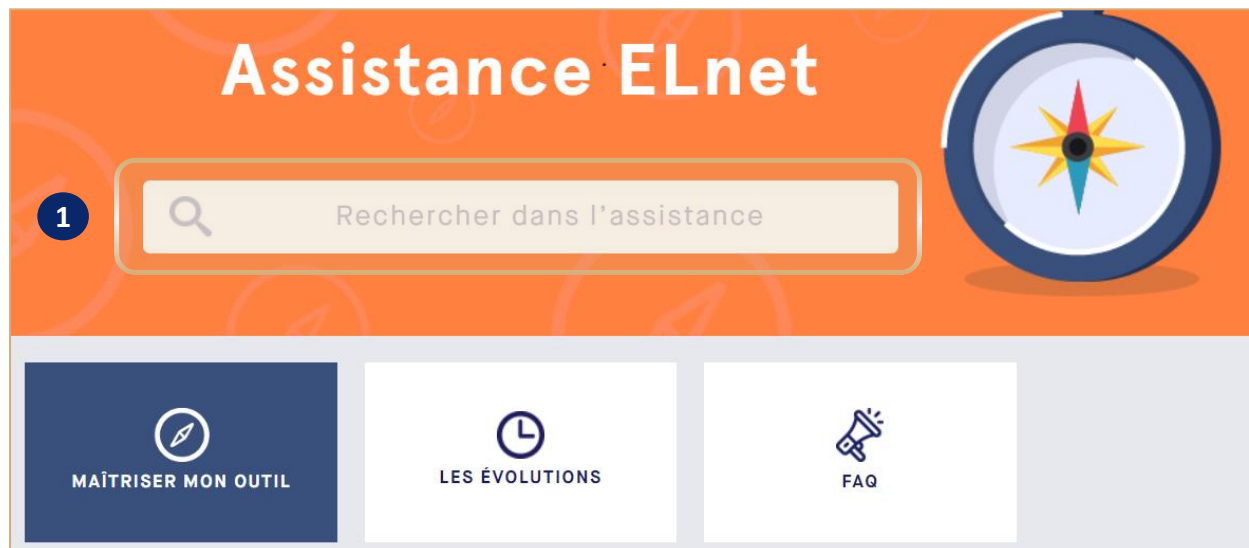 Assistance ELnet
1
Rechercher dans l'assistance
MAÎTRISER MON OUTIL
LES ÉVOLUTIONS
FAQ